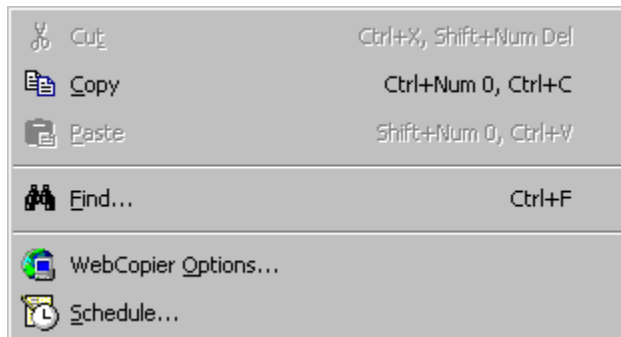 Cut Ctrl+X, Shift+Num Del
Copy Ctrl+Num 0, Ctrl+C
Paste Shift+Num 0, Ctrl+V
Find... Ctrl+F
WebCopier Options...
Schedule...